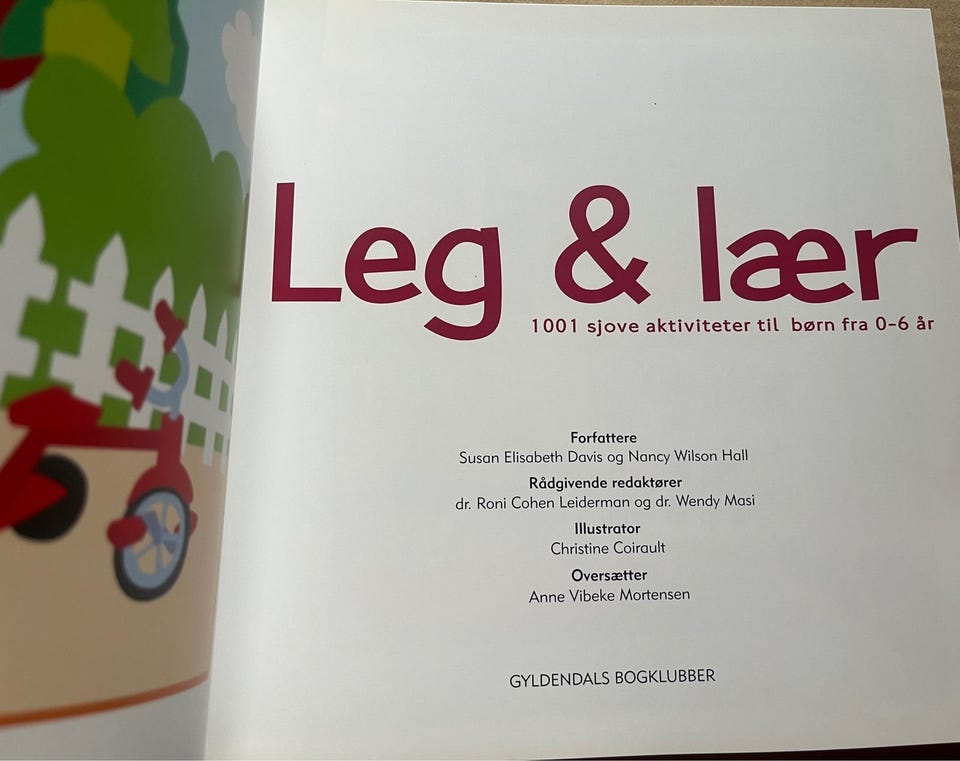 Leg & lær
1001 sjove aktiviteter til børn fra 0-6 år
Forfattere
Susan Elisabeth Davis og Nancy Wilson Hall
Rådgivende redaktører
dr. Roni Cohen Leiderman og dr. Wendy Masi
Illustrator
Christine Coirault
Oversætter
Anne Vibeke Mortensen
GYLDENDALS BOGKLUBBER